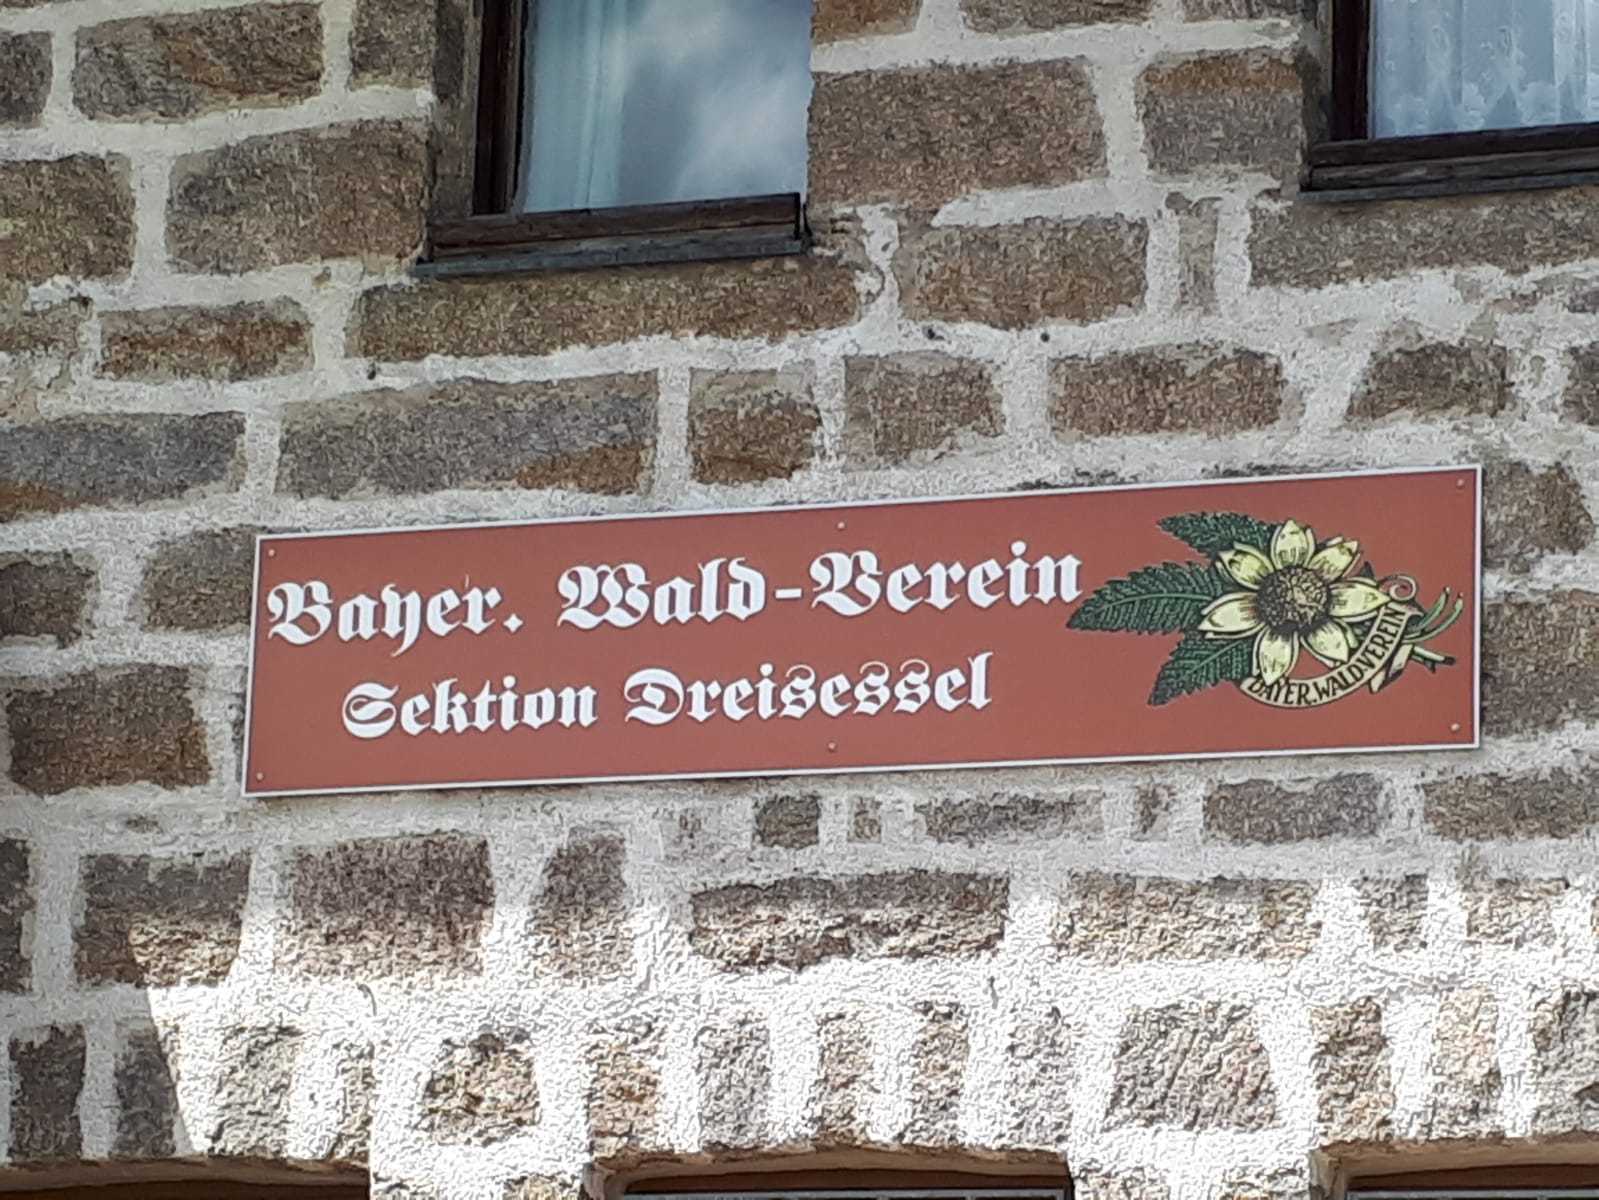 Bayer. Wald-Verein
Sektion Dreisessel
BAYER.WALDVEREIN